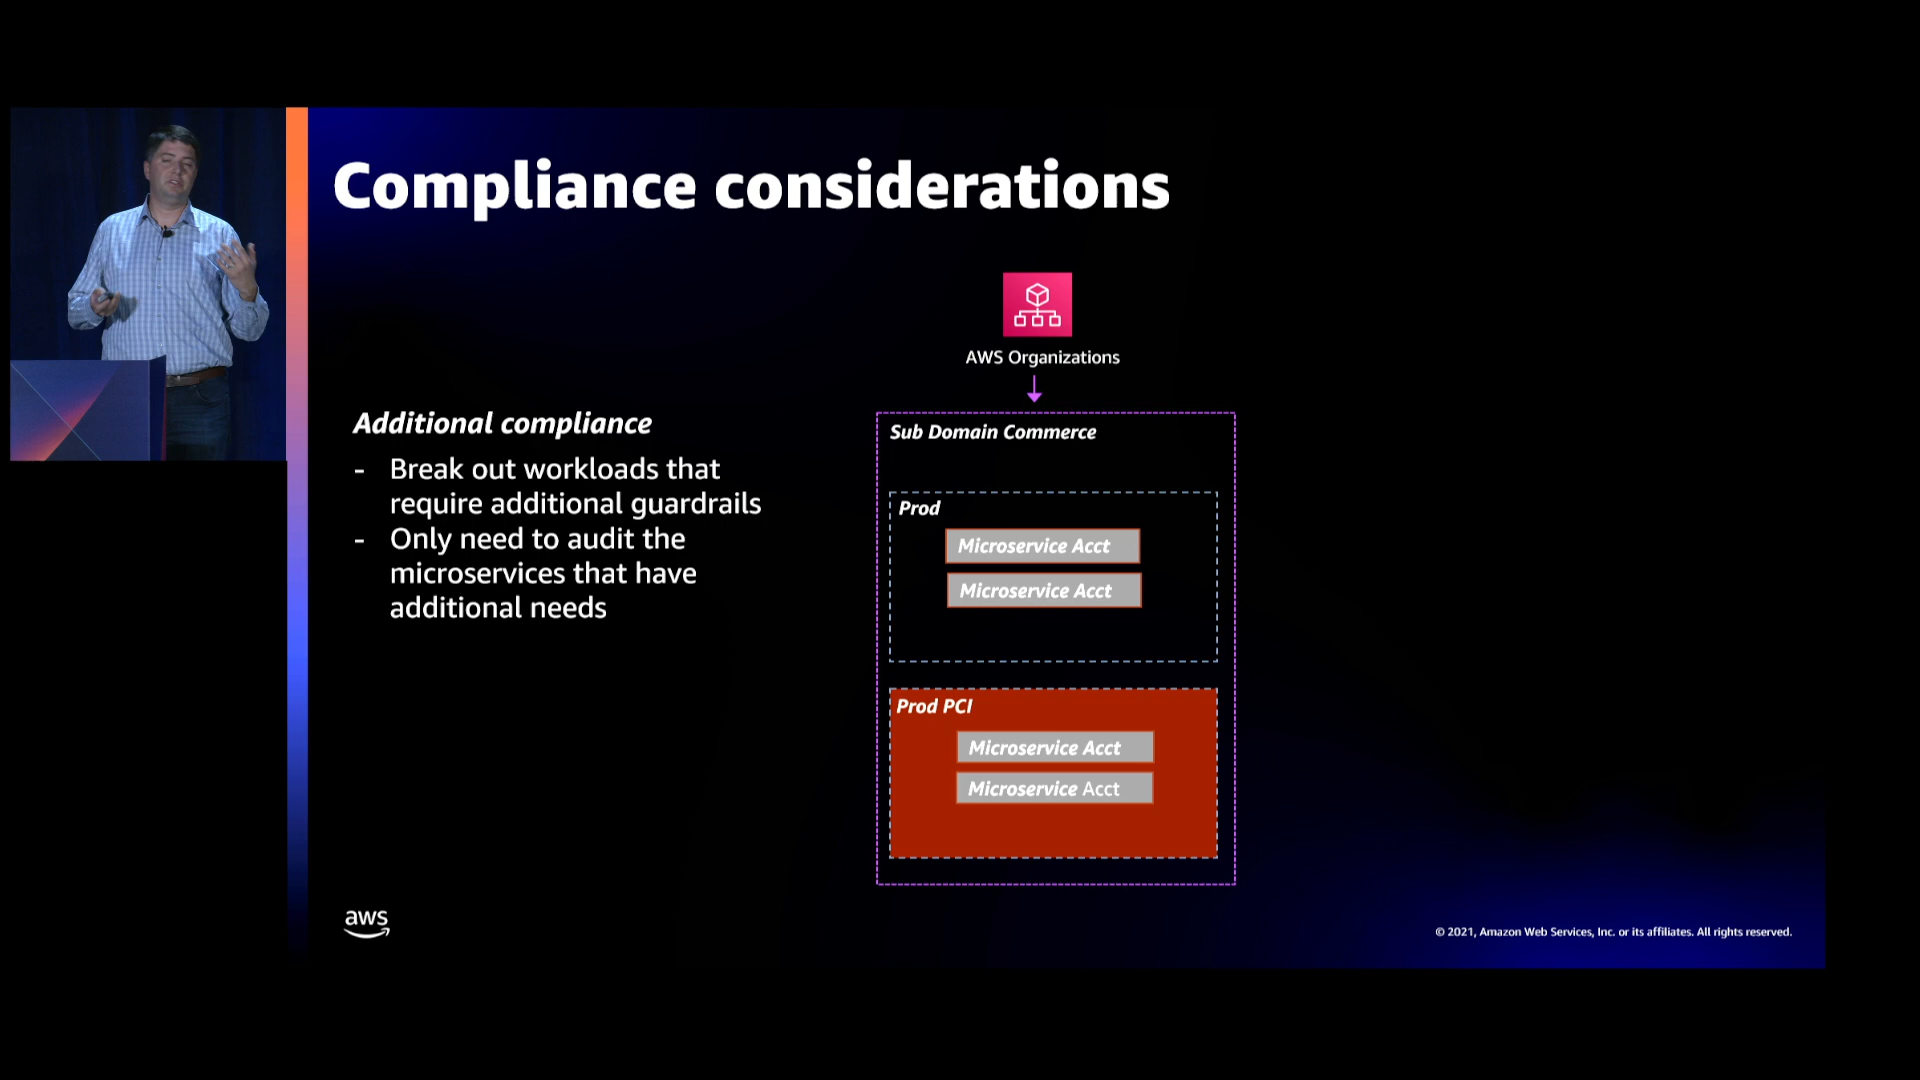 Compliance considerations
AWS Organizations
Additional compliance
- Break out workloads that
require additional guardrails
- Only need to audit the
microservices that have
additional needs
Sub Domain Commerce
Prod
Microservice Acct
Microservice Acct
Prod PCI
Microservice Acct
Microservice Acct
aws
© 2021, Amazon Web Services, Inc. or its affiliates. All rights reserved.